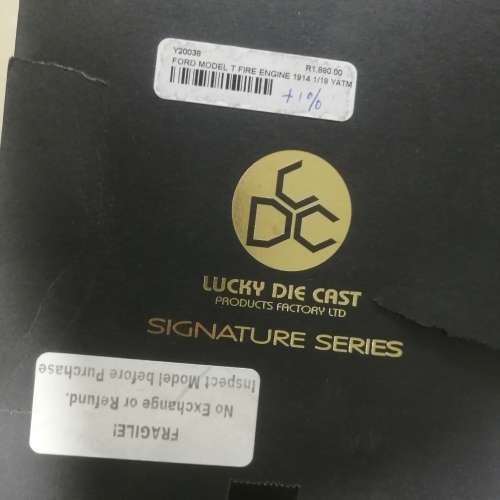 Y20038 R1,880.00
FORD MODEL T FIRE ENGINE 1914 1/18 YATM
+1%
LDC
LUCKY DIE CAST
PRODUCTS FACTORY LTD
SIGNATURE SERIES
FRAGILE!
No Exchange or Refund.
Inspect Model before Purchase